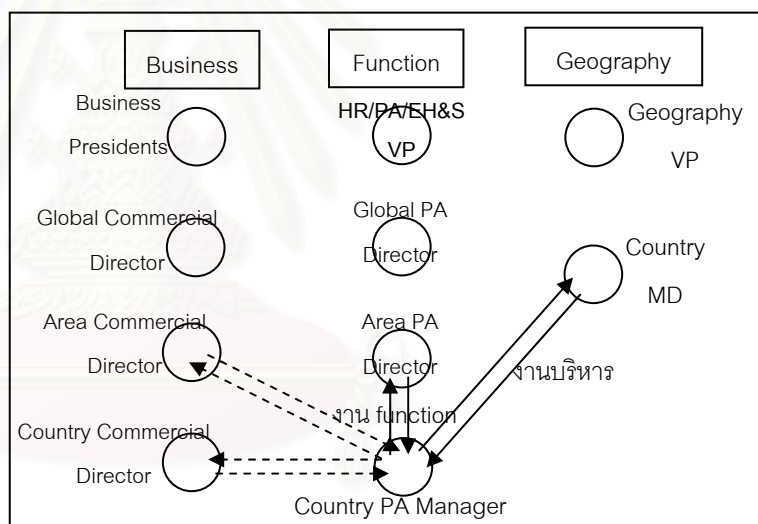 Business
Function
Geography
Business
Presidents
HR/PA/EH&S
VP
Geography
VP
Global Commercial
Director
Global PA
Director
Country
MD
Area Commercial
Director
Area PA
Director
งานบริหาร
งาน function
Country Commercial
Director
Country PA Manager